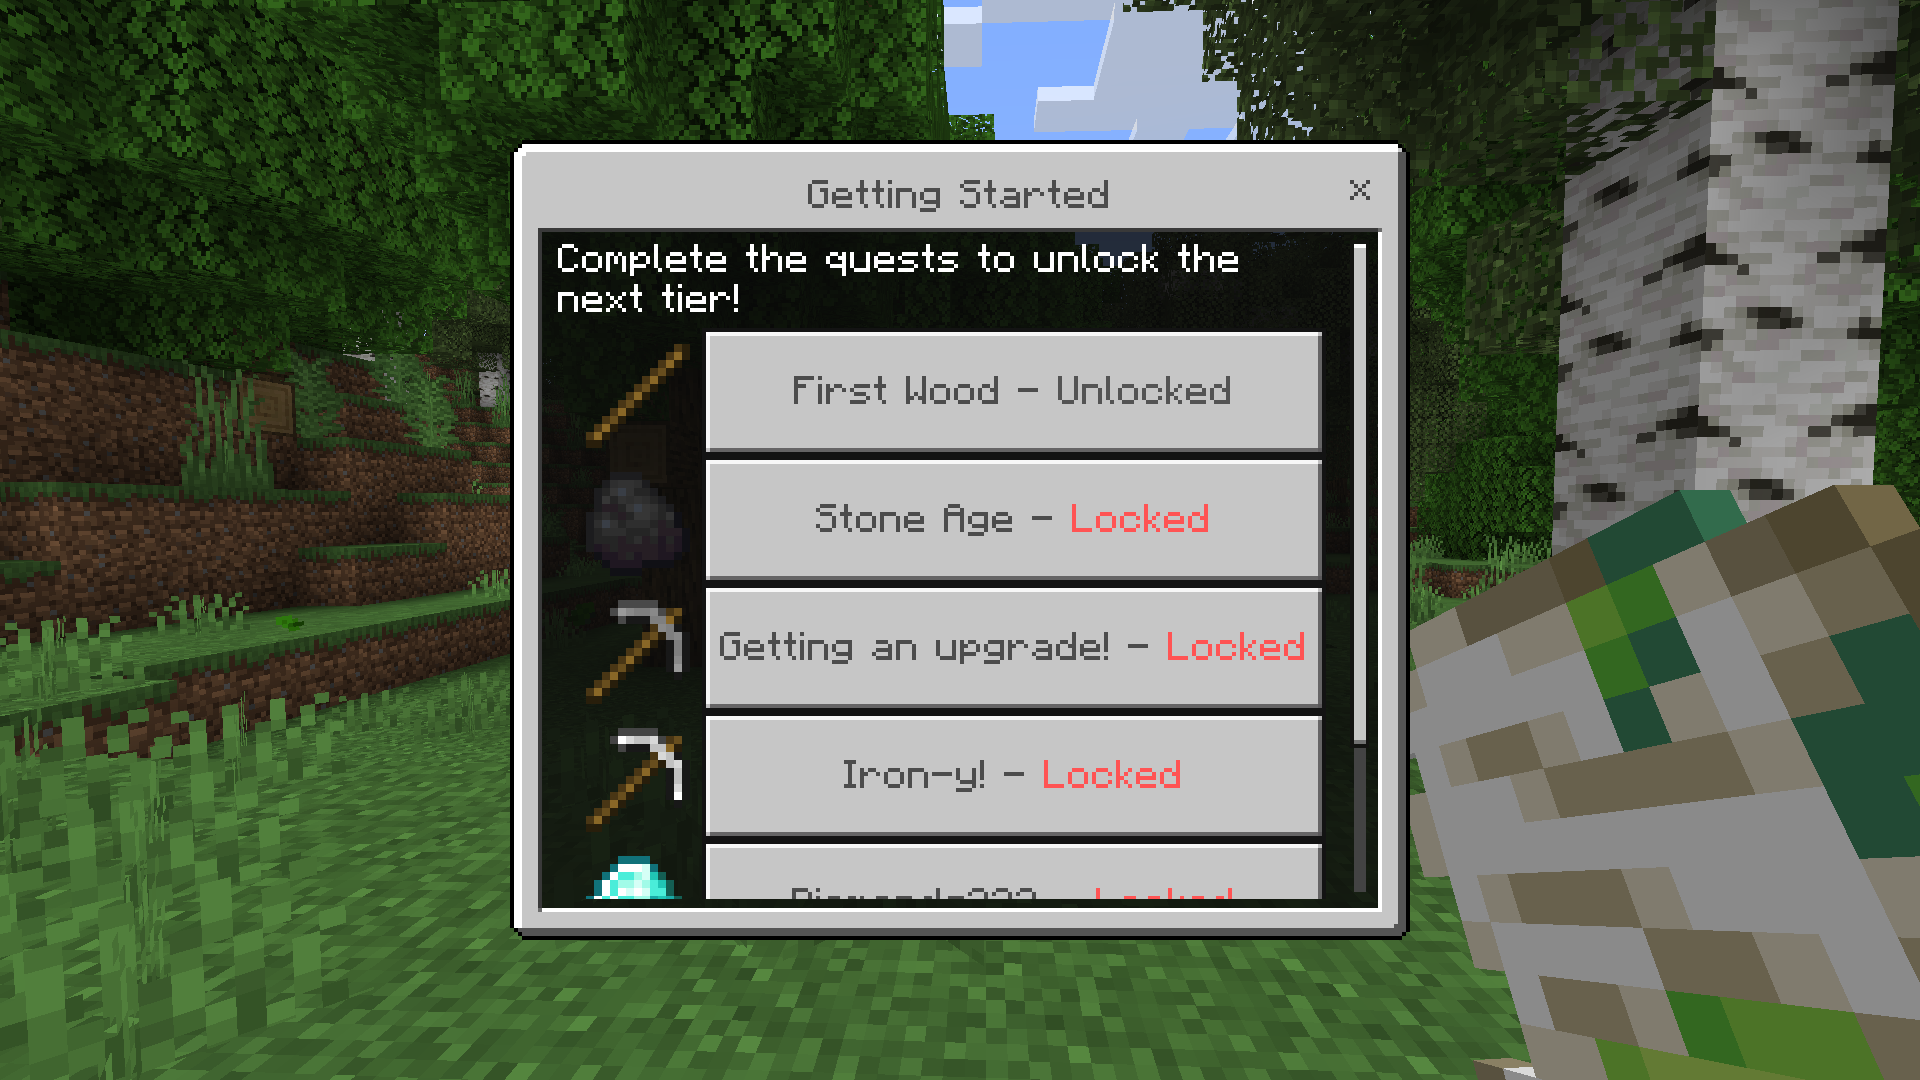 Getting Started
Complete the quests to unlock the
next tier!
First Wood - Unlocked
Stone Age - Locked
Getting an upgrade! - Locked
Iron-y! - Locked